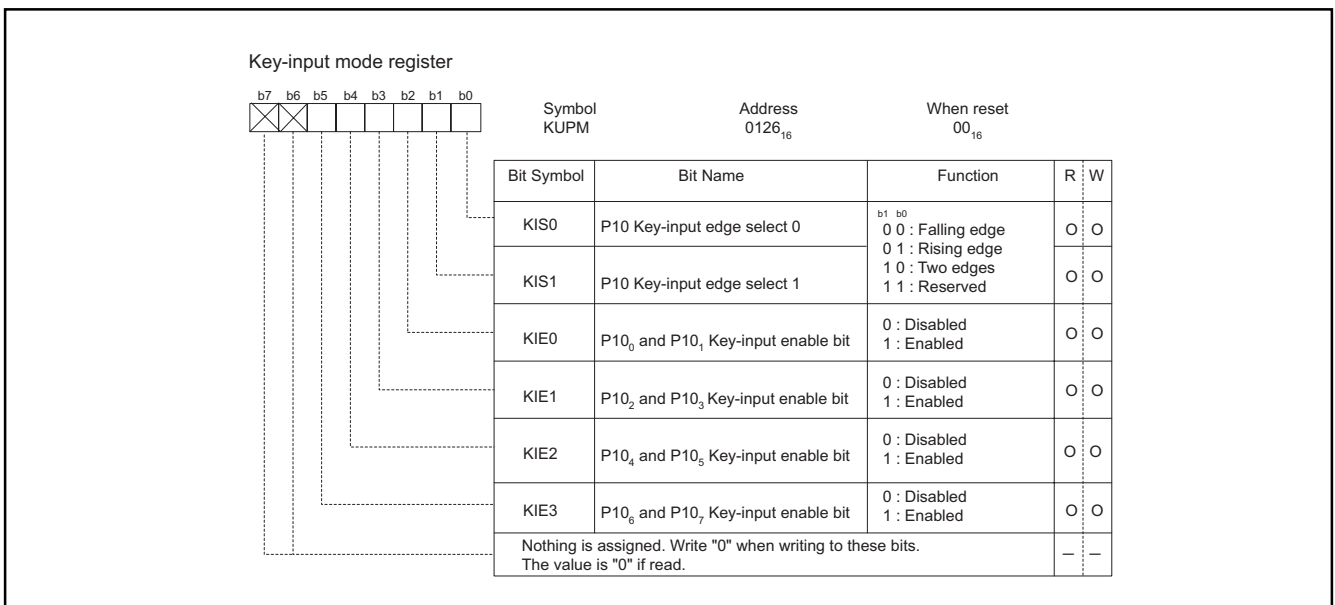 Key-input mode register
b7 b6 b5 b4 b3 b2 b1 b0
Symbol Address When reset
KUPM 0126₁₆ 00₁₆
Bit Symbol Bit Name Function R W
KIS0 P10 Key-input edge select 0 O O
b1 b0
0 0 : Falling edge
0 1 : Rising edge
1 0 : Two edges
1 1 : Reserved
KIS1 P10 Key-input edge select 1 O O
KIE0 P10₀ and P10₁ Key-input enable bit 0 : Disabled O O
1 : Enabled
KIE1 P10₂ and P10₃ Key-input enable bit 0 : Disabled O O
1 : Enabled
KIE2 P10₄ and P10₅ Key-input enable bit 0 : Disabled O O
1 : Enabled
KIE3 P10₆ and P10₇ Key-input enable bit 0 : Disabled O O
1 : Enabled
Nothing is assigned. Write "0" when writing to these bits. – –
The value is "0" if read.